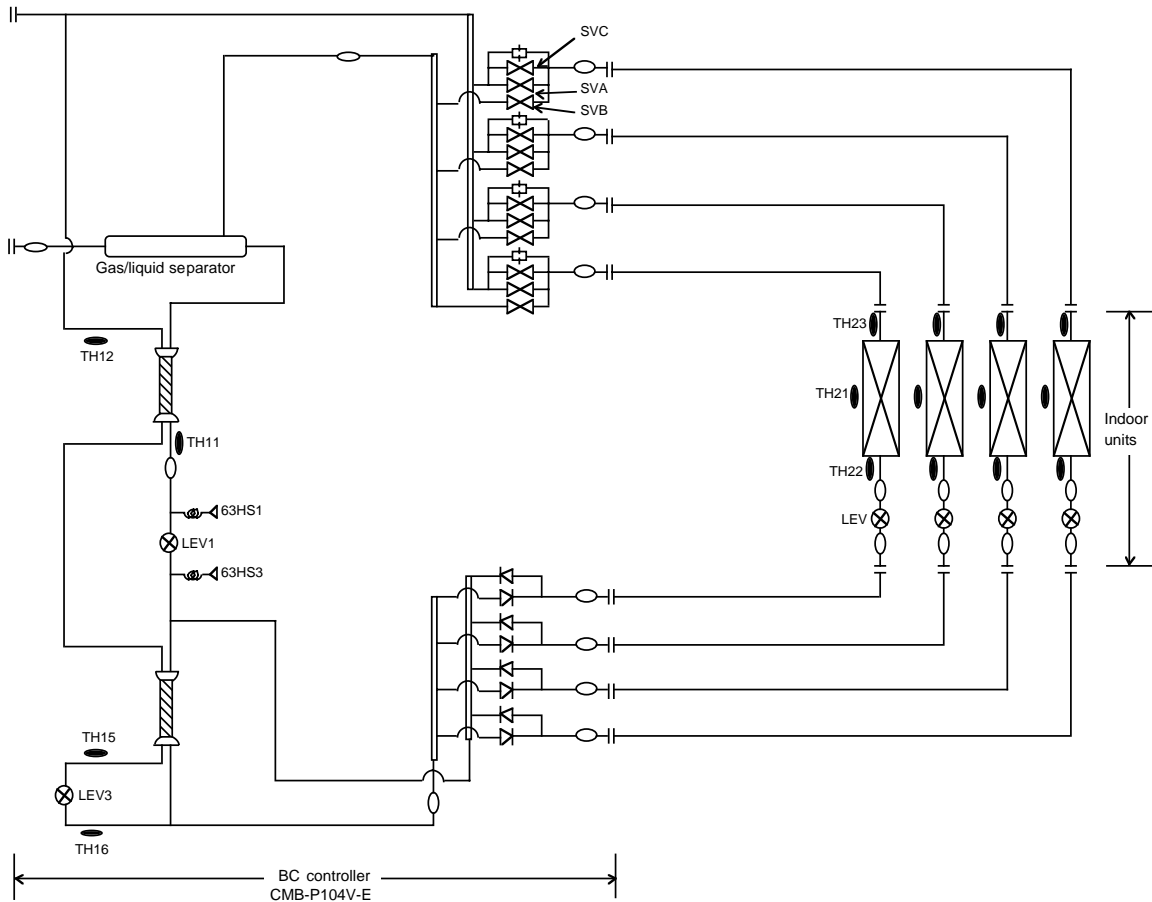 SVC
SVA
SVB
Gas/liquid separator
TH12
TH23
TH21
TH11
Indoor
units
TH22
63HS1
LEV
LEV1
63HS3
TH15
LEV3
TH16
BC controller
CMB-P104V-E